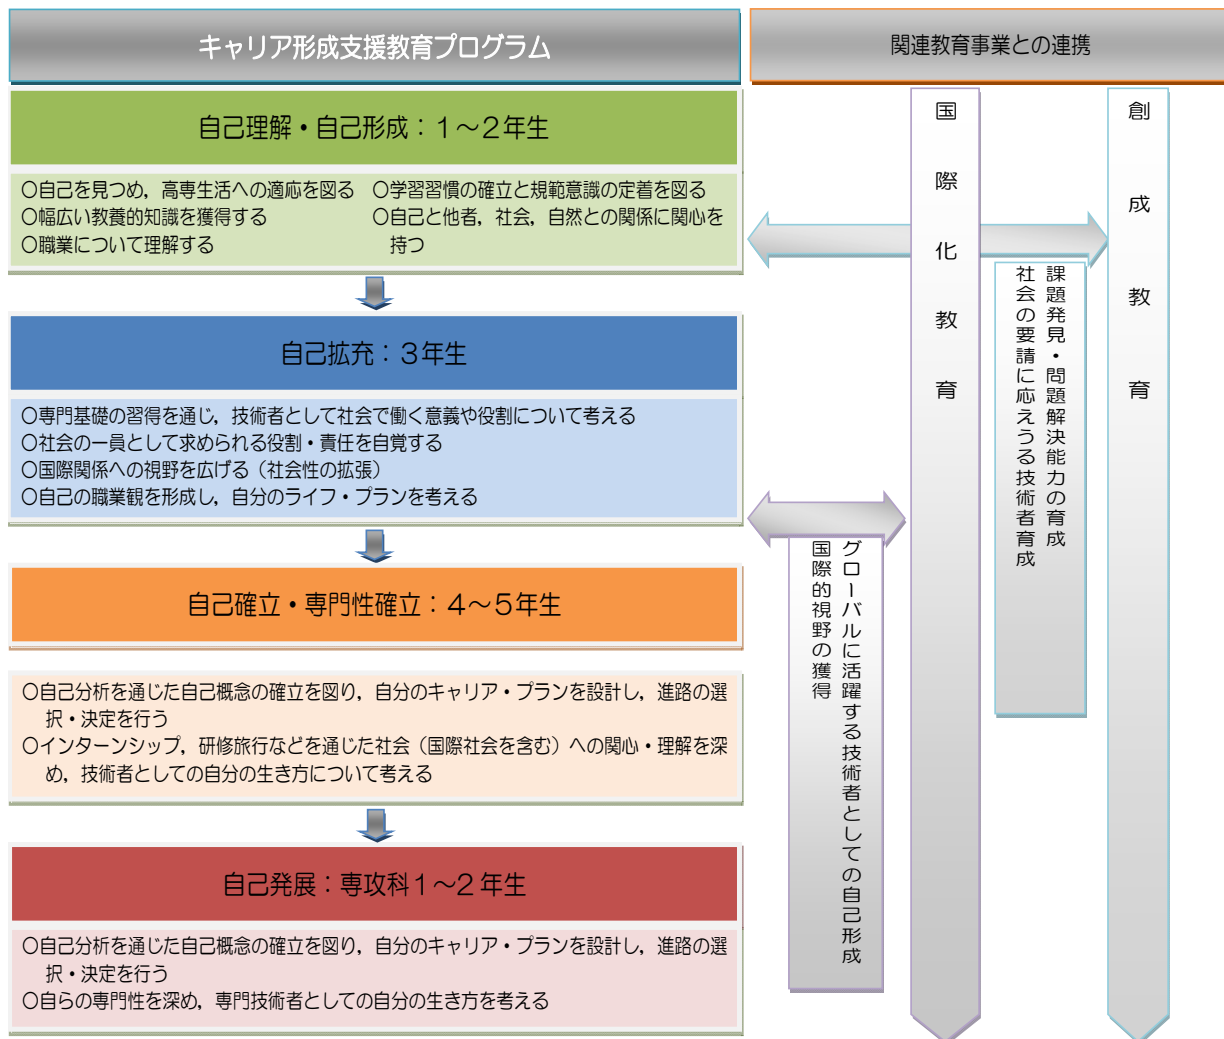 キャリア形成支援教育プログラム
関連教育事業との連携
自己理解・自己形成：１～２年生
○自己を見つめ，高専生活への適応を図る
○幅広い教養的知識を獲得する
○職業について理解する
○学習習慣の確立と規範意識の定着を図る
○自己と他者，社会，自然との関係に関心を
持つ
自己拡充：３年生
○専門基礎の習得を通じ，技術者として社会で働く意義や役割について考える
○社会の一員として求められる役割・責任を自覚する
○国際関係への視野を広げる（社会性の拡張）
○自己の職業観を形成し，自分のライフ・プランを考える
自己確立・専門性確立：４～５年生
○自己分析を通じた自己概念の確立を図り，自分のキャリア・プランを設計し，進路の選
択・決定を行う
○インターンシップ，研修旅行などを通じた社会（国際社会を含む）への関心・理解を深
め，技術者としての自分の生き方について考える
自己発展：専攻科１～２年生
○自己分析を通じた自己概念の確立を図り，自分のキャリア・プランを設計し，進路の選
択・決定を行う
○自らの専門性を深め，専門技術者としての自分の生き方を考える
創成教育
課題発見・問題解決能力の育成
社会の要請に応えうる技術者育成
国際化教育
グローバルに活躍する技術者としての自己形成
国際的視野の獲得